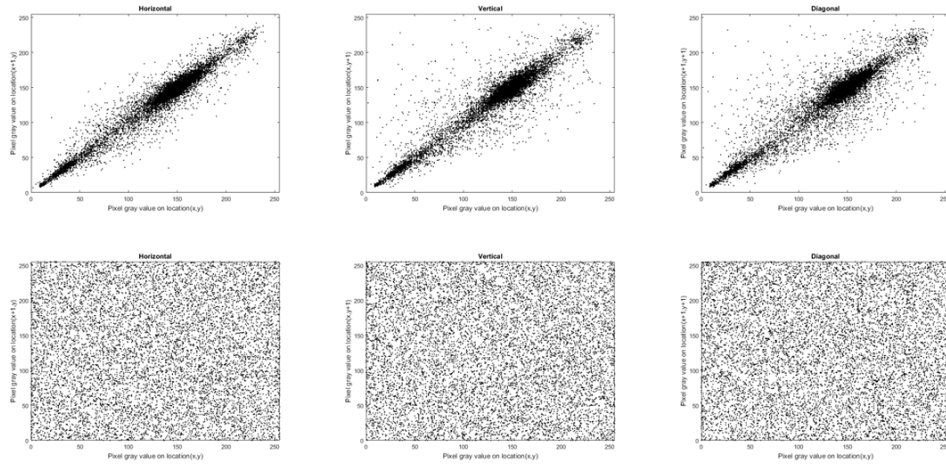 Horizontal
Pixel gray value on location(x+1,y)
250
200
150
100
50
0
0 50 100 150 200 250
Pixel gray value on location(x,y)
Vertical
Pixel gray value on location(x,y+1)
250
200
150
100
50
0
0 50 100 150 200 250
Pixel gray value on location(x,y)
Diagonal
Pixel gray value on location(x+1,y+1)
250
200
150
100
50
0
0 50 100 150 200 250
Pixel gray value on location(x,y)
Horizontal
Pixel gray value on location(x+1,y)
250
200
150
100
50
0
0 50 100 150 200 250
Pixel gray value on location(x,y)
Vertical
Pixel gray value on location(x,y+1)
250
200
150
100
50
0
0 50 100 150 200 250
Pixel gray value on location(x,y)
Diagonal
Pixel gray value on location(x+1,y+1)
250
200
150
100
50
0
0 50 100 150 200 250
Pixel gray value on location(x,y)